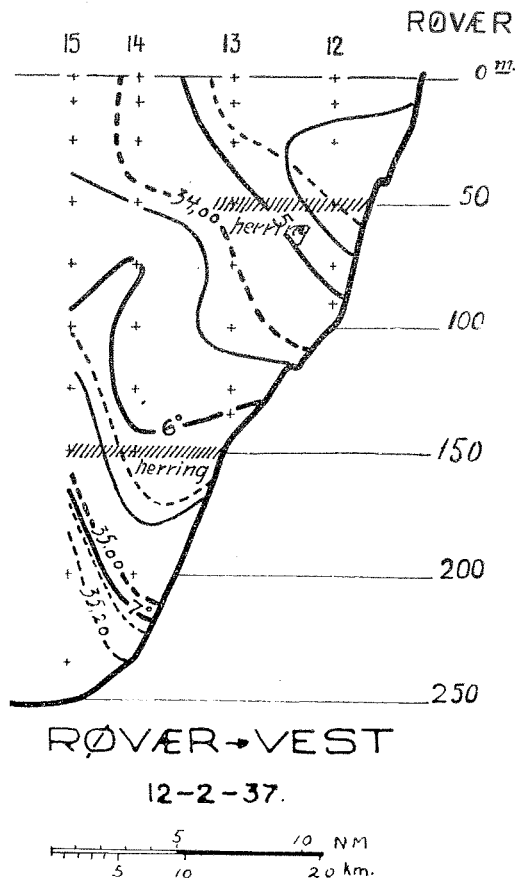 RØVÆR
15 14 13 12
0 m.
34,00
50
herring
5°
100
6°
150
herring
35.00
7°
200
35.20
250
RØVÆR→VEST
12-2-37.
5 10 NM
5 10 20 km.